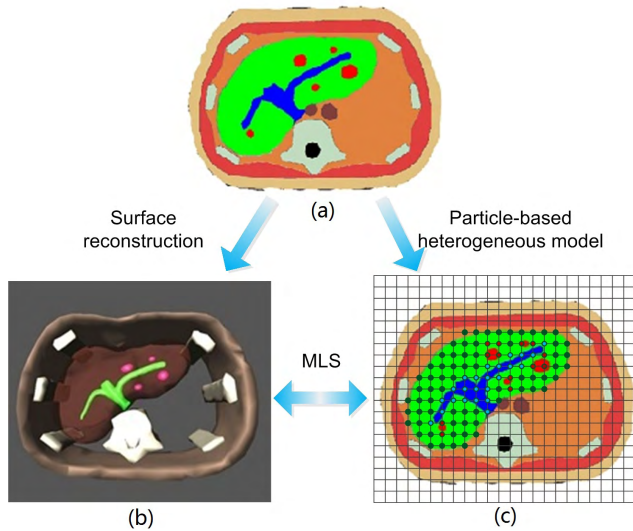 (a)
Surface
reconstruction
Particle-based
heterogeneous model
MLS
(b)
(c)